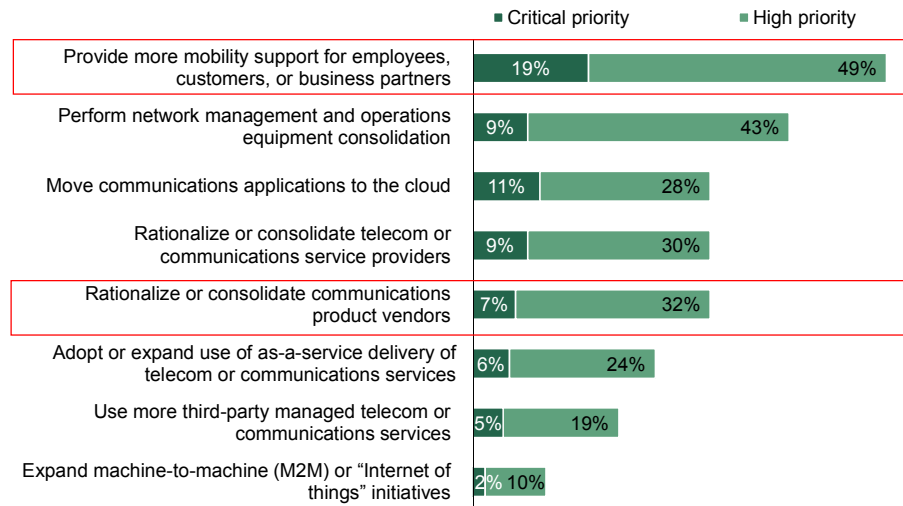 Critical priority High priority
Provide more mobility support for employees,
customers, or business partners
19% 49%
Perform network management and operations
equipment consolidation
9% 43%
Move communications applications to the cloud
11% 28%
Rationalize or consolidate telecom or
communications service providers
9% 30%
Rationalize or consolidate communications
product vendors
7% 32%
Adopt or expand use of as-a-service delivery of
telecom or communications services
6% 24%
Use more third-party managed telecom or
communications services
5% 19%
Expand machine-to-machine (M2M) or “Internet of
things” initiatives
2% 10%